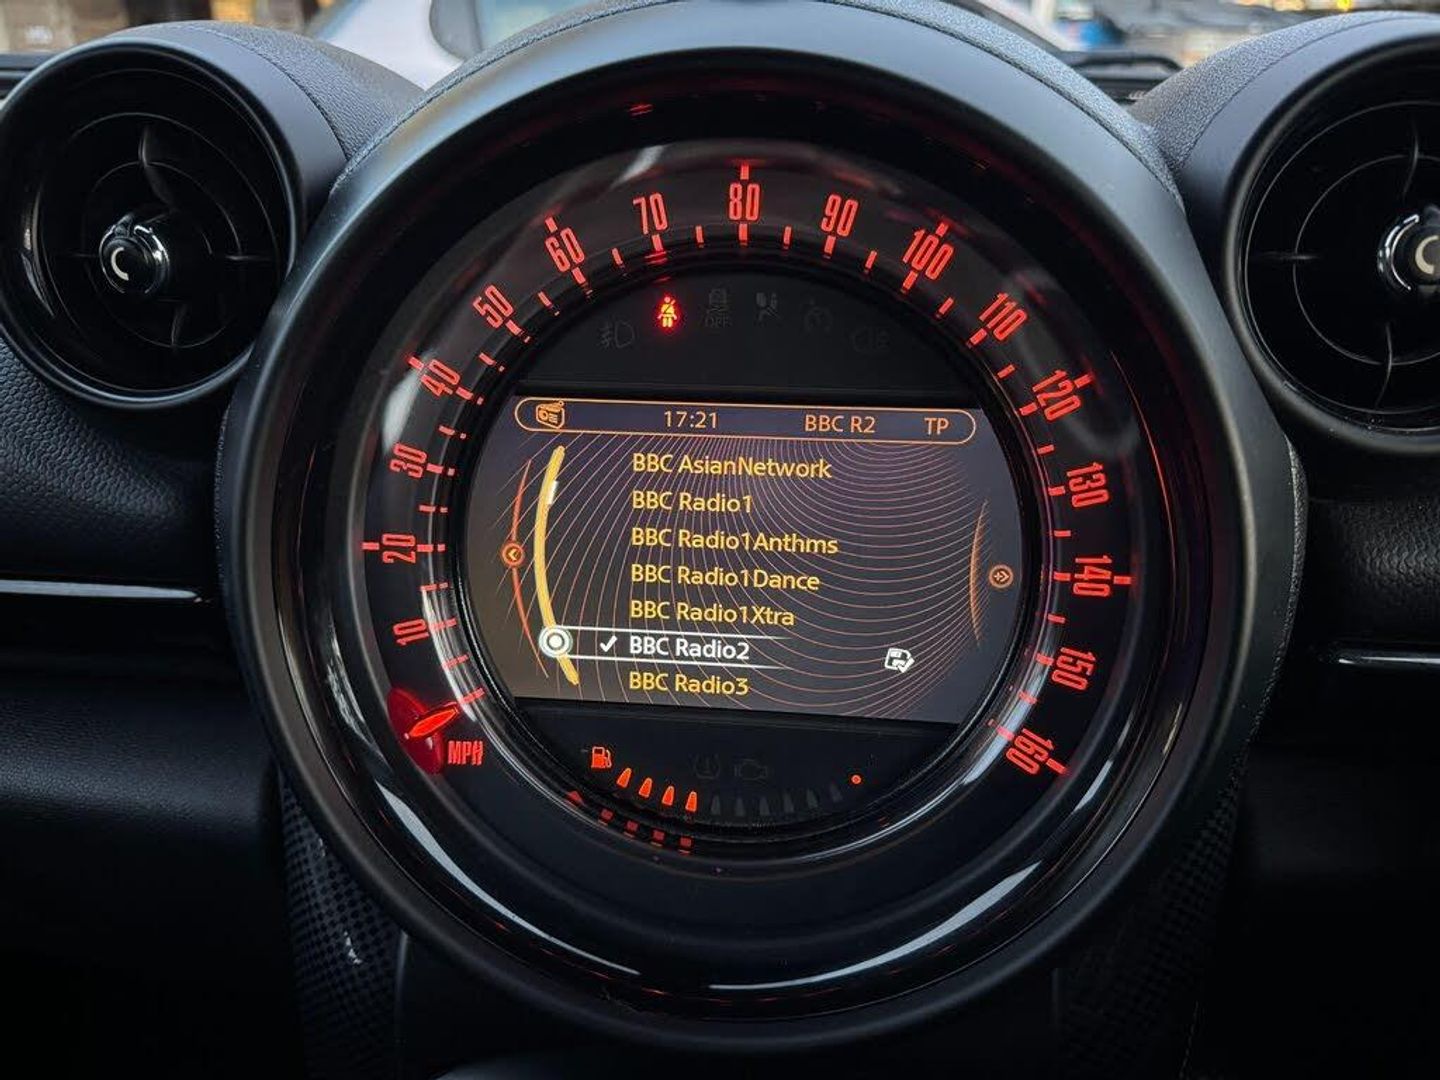 80
70
90
60
100
50
110
40
120
30
130
20
140
10
150
MPH
160
OFF
17:21 BBC R2 TP
BBC AsianNetwork
BBC Radio1
BBC Radio1Anthms
BBC Radio1Dance
BBC Radio1Xtra
BBC Radio2
BBC Radio3